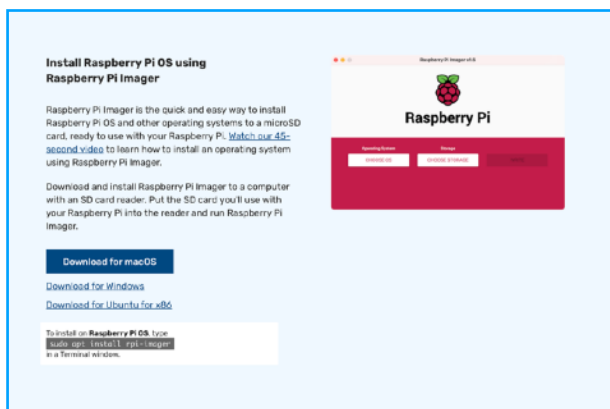 Install Raspberry Pi OS using
Raspberry Pi Imager
Raspberry Pi Imager is the quick and easy way to install
Raspberry Pi OS and other operating systems to a microSD
card, ready to use with your Raspberry Pi. Watch our 45-
second video to learn how to install an operating system
using Raspberry Pi Imager.
Download and install Raspberry Pi Imager to a computer
with an SD card reader. Put the SD card you'll use with
your Raspberry Pi into the reader and run Raspberry Pi
Imager.
Download for macOS
Download for Windows
Download for Ubuntu for x86
To install on Raspberry Pi OS, type
sudo apt install rpi-imager
in a Terminal window.
Raspberry Pi Imager
Raspberry Pi
Operating System Storage
CHOOSE OS CHOOSE STORAGE